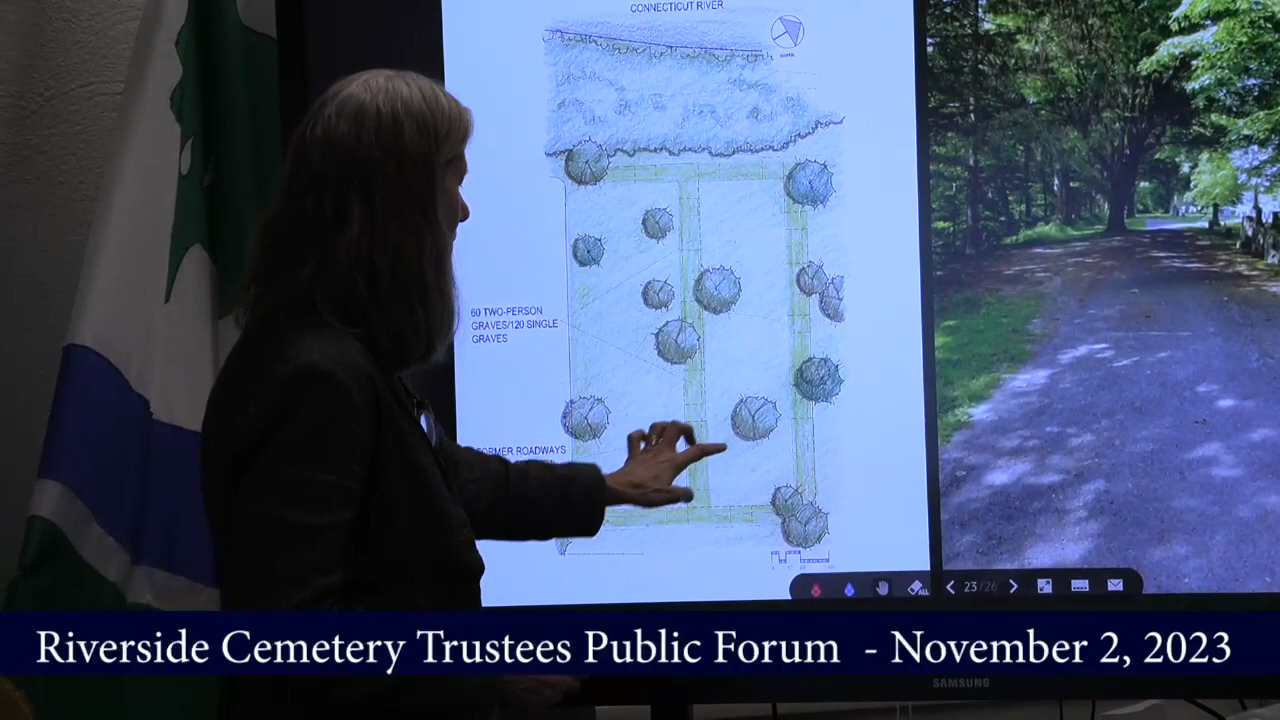 CONNECTICUT RIVER
60 TWO-PERSON
GRAVES/120 SINGLE
GRAVES
FORMER ROADWAYS
ALL
23/26
Riverside Cemetery Trustees Public Forum - November 2, 2023
SAMSUNG